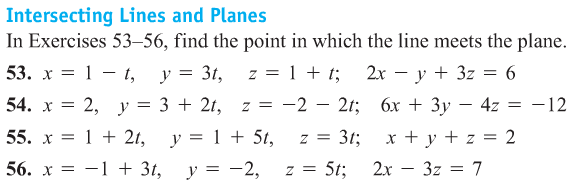 Intersecting Lines and Planes
In Exercises 53–56, find the point in which the line meets the plane.
53. x = 1 − t, y = 3t, z = 1 + t; 2x − y + 3z = 6
54. x = 2, y = 3 + 2t, z = −2 − 2t; 6x + 3y − 4z = −12
55. x = 1 + 2t, y = 1 + 5t, z = 3t; x + y + z = 2
56. x = −1 + 3t, y = −2, z = 5t; 2x − 3z = 7